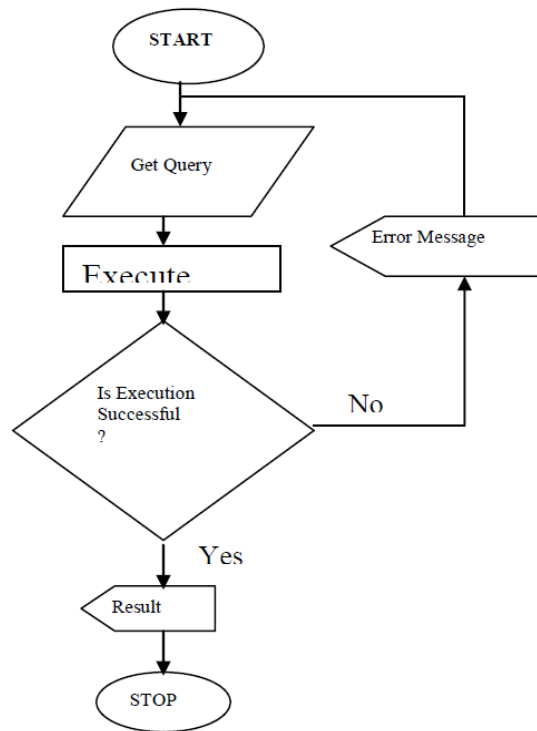 START
Get Query
Error Message
Execute
Is Execution
Successful
?
No
Yes
Result
STOP